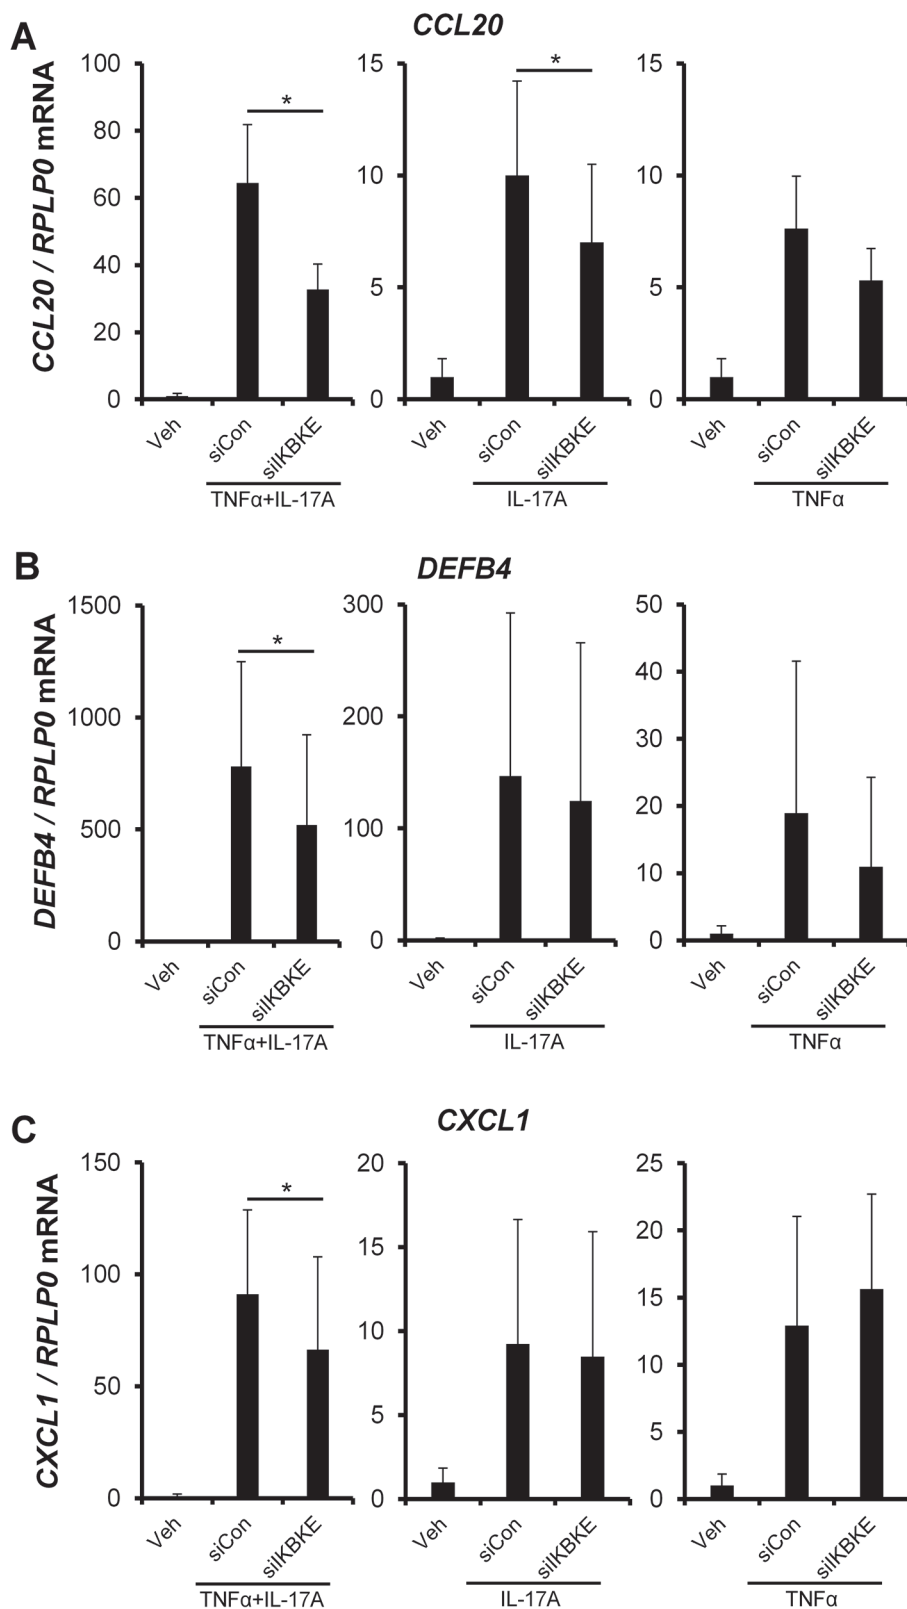 A
CCL20
CCL20 / RPLP0 mRNA
100
80
60
40
20
0
*
Veh
siCon
siIKBKE
TNFα+IL-17A
15
10
5
0
*
Veh
siCon
siIKBKE
IL-17A
15
10
5
0
Veh
siCon
siIKBKE
TNFα
B
DEFB4
DEFB4 / RPLP0 mRNA
1500
1000
500
0
*
Veh
siCon
siIKBKE
TNFα+IL-17A
300
200
100
0
Veh
siCon
siIKBKE
IL-17A
50
40
30
20
10
0
Veh
siCon
siIKBKE
TNFα
C
CXCL1
CXCL1 / RPLP0 mRNA
150
100
50
0
*
Veh
siCon
siIKBKE
TNFα+IL-17A
20
15
10
5
0
Veh
siCon
siIKBKE
IL-17A
25
20
15
10
5
0
Veh
siCon
siIKBKE
TNFα